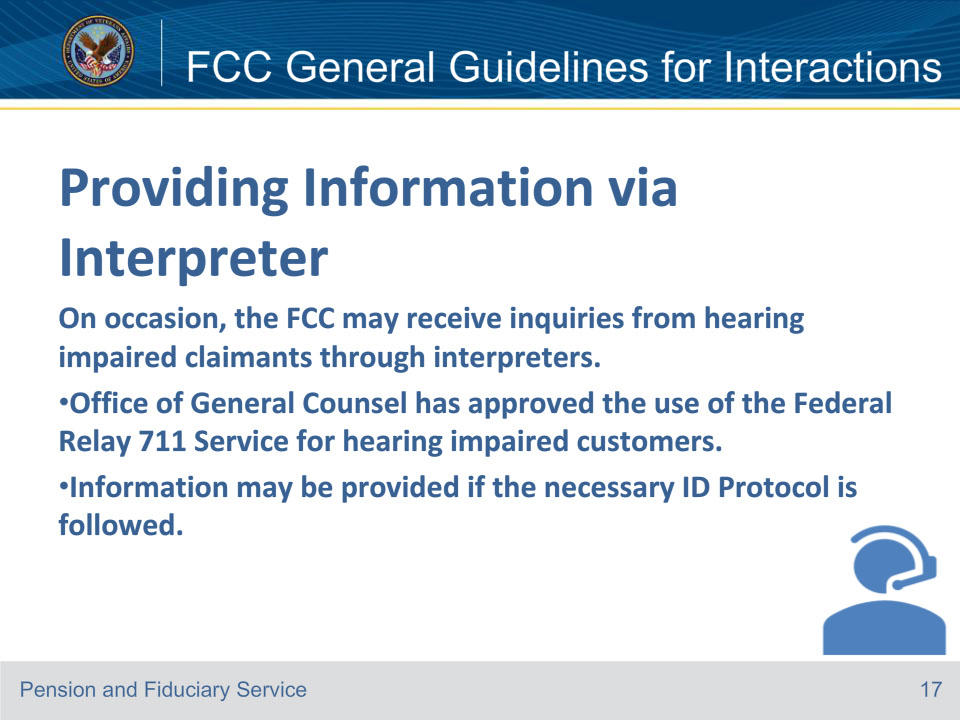 FCC General Guidelines for Interactions
Providing Information via
Interpreter
On occasion, the FCC may receive inquiries from hearing
impaired claimants through interpreters.
•Office of General Counsel has approved the use of the Federal
Relay 711 Service for hearing impaired customers.
•Information may be provided if the necessary ID Protocol is
followed.
Pension and Fiduciary Service
17